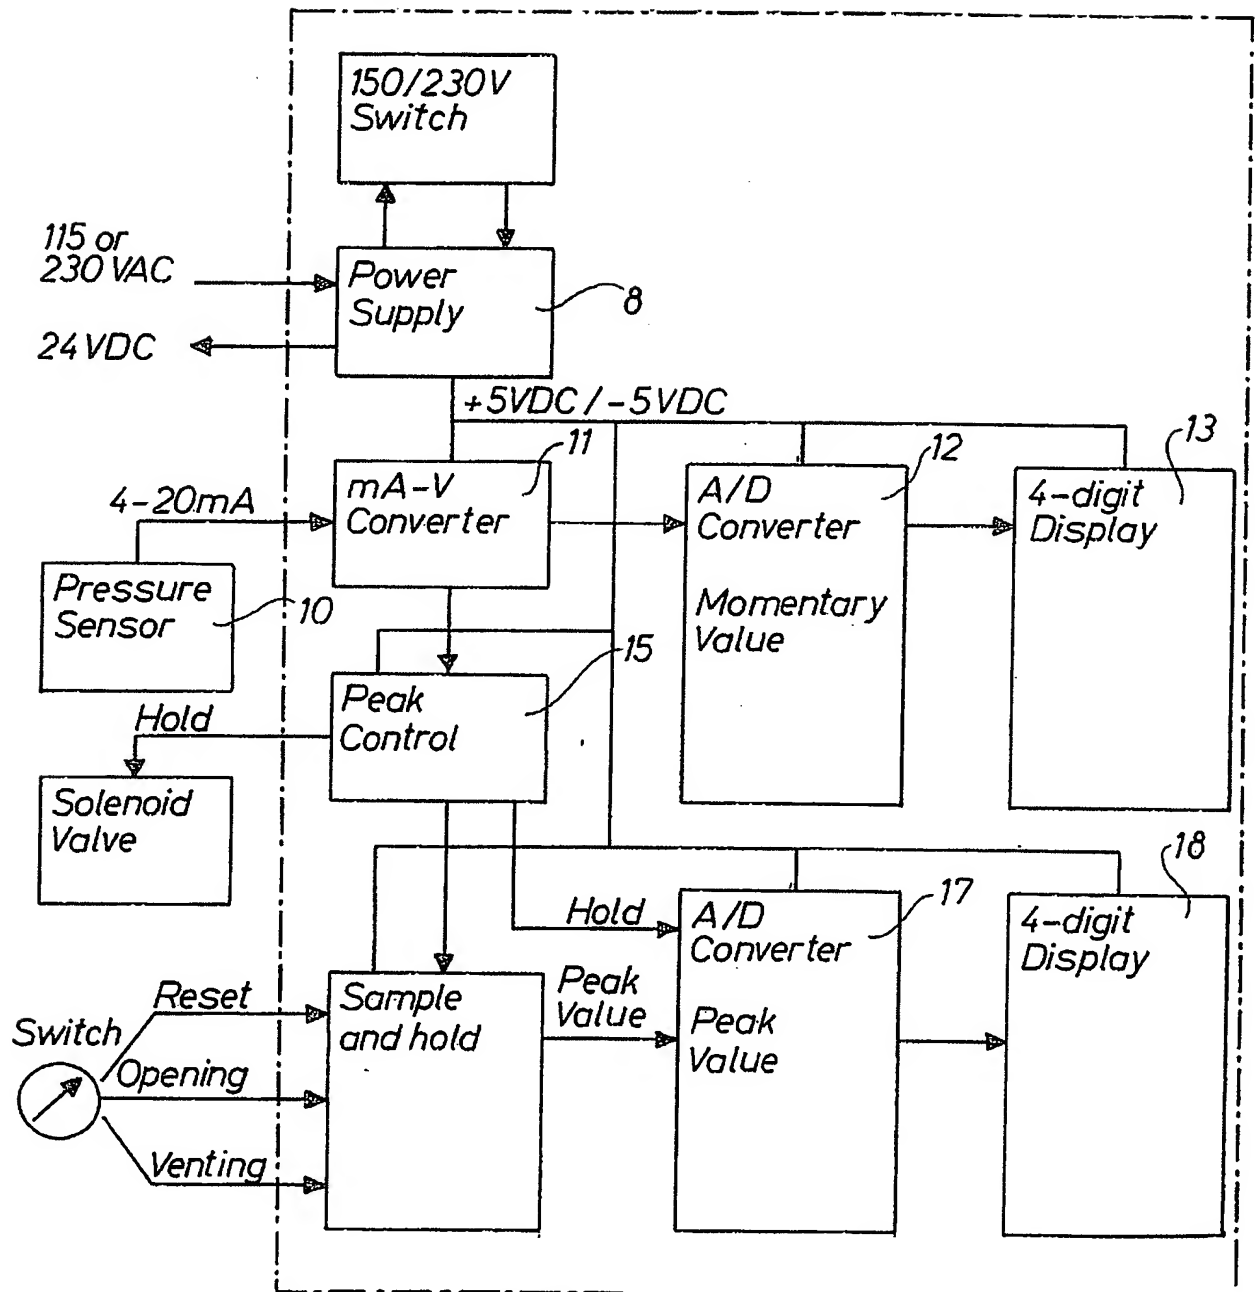 150/230V
Switch
115 or
230 VAC
Power
Supply
8
24 VDC
+5VDC / -5VDC
11
12
13
4-20mA
mA-V
Converter
A/D
Converter
Momentary
Value
4-digit
Display
Pressure
Sensor
10
15
Hold
Peak
Control
Solenoid
Valve
17
18
Hold
A/D
Converter
Peak
Value
4-digit
Display
Reset
Sample
and hold
Peak
Value
Switch
Opening
Venting